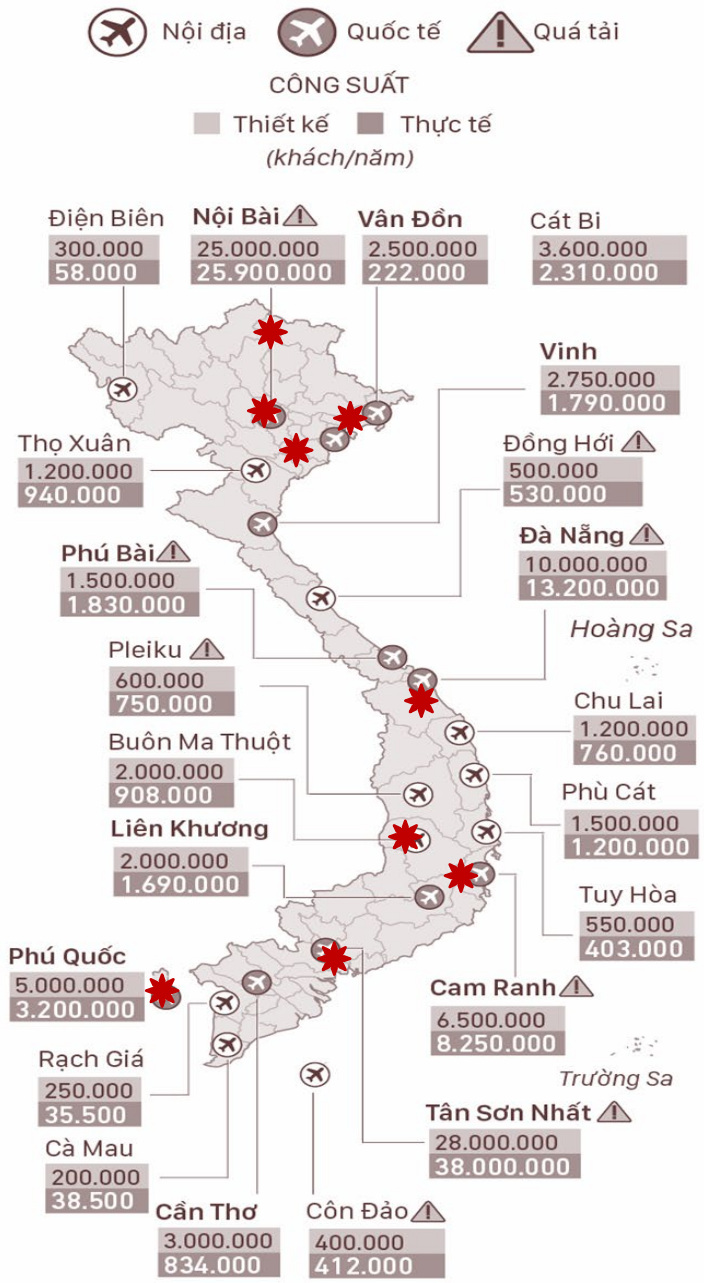 Nội địa
Quốc tế
Quá tải
CÔNG SUẤT
Thiết kế
Thực tế
(khách/năm)
Điện Biên
300.000
58.000
Nội Bài
25.000.000
25.900.000
Vân Đồn
2.500.000
222.000
Cát Bi
3.600.000
2.310.000
Vinh
2.750.000
1.790.000
Thọ Xuân
1.200.000
940.000
Đồng Hới
500.000
530.000
Phú Bài
1.500.000
1.830.000
Đà Nẵng
10.000.000
13.200.000
Hoàng Sa
Pleiku
600.000
750.000
Chu Lai
1.200.000
760.000
Buôn Ma Thuột
2.000.000
908.000
Phù Cát
1.500.000
1.200.000
Liên Khương
2.000.000
1.690.000
Tuy Hòa
550.000
403.000
Phú Quốc
5.000.000
3.200.000
Cam Ranh
6.500.000
8.250.000
Rạch Giá
250.000
35.500
Trường Sa
Tân Sơn Nhất
28.000.000
38.000.000
Cà Mau
200.000
38.500
Cần Thơ
3.000.000
834.000
Côn Đảo
400.000
412.000